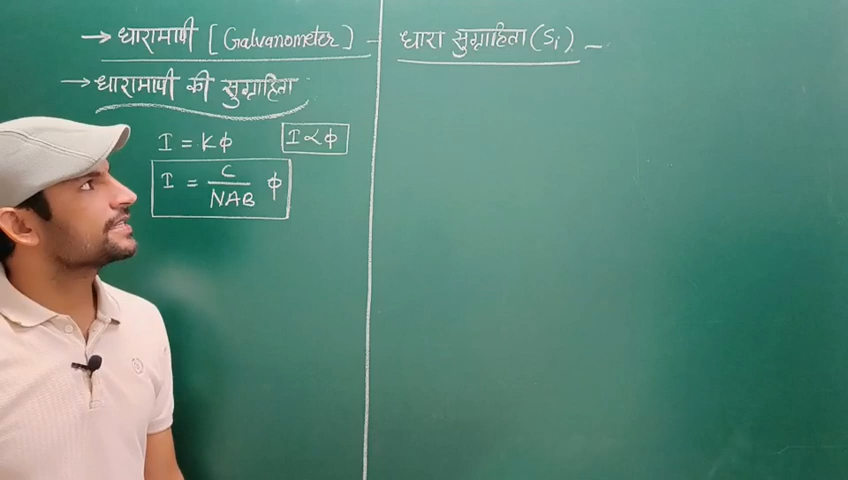 → धारामापी [Galvanometer] -
→ धारामापी की सुग्राहिता
I = Kϕ
I ∝ ϕ
I = C/NAB ϕ
धारा सुग्राहिता (Si) -